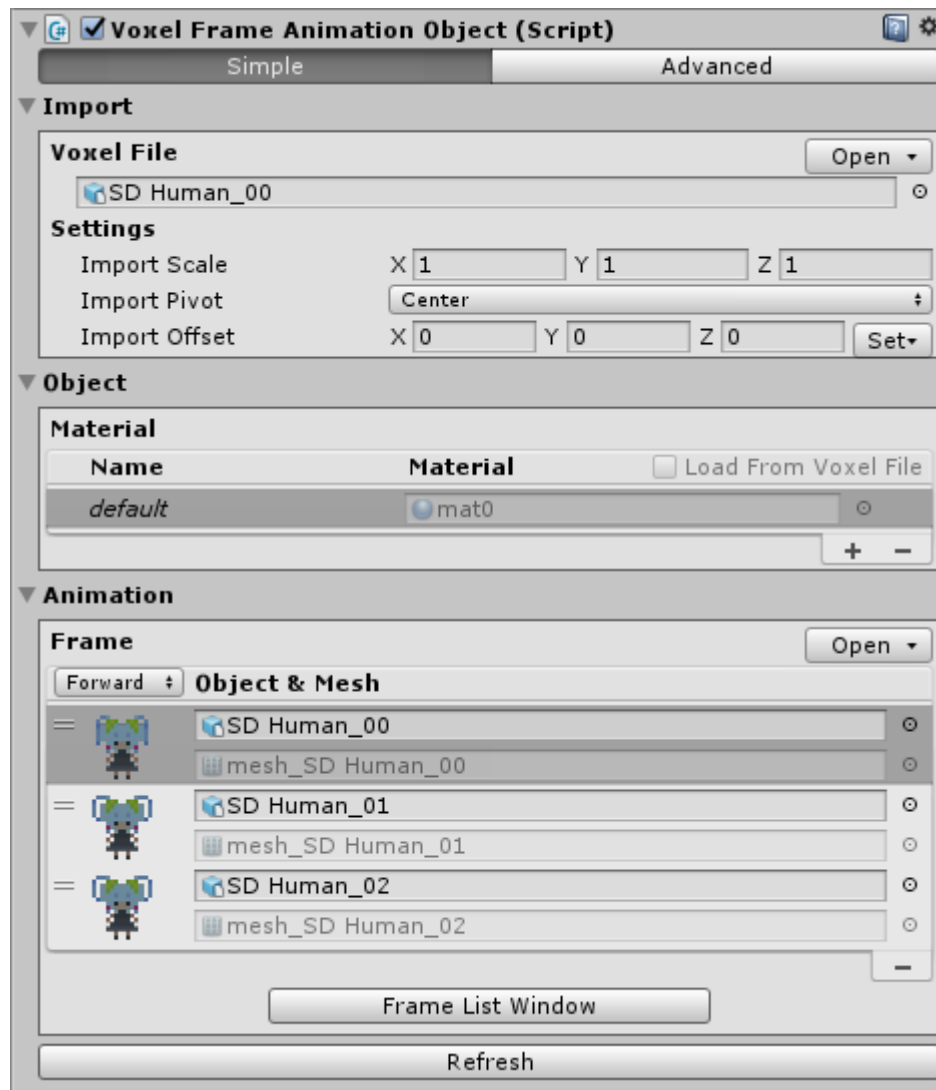 Voxel Frame Animation Object (Script)
Simple Advanced
Import
Voxel File Open
SD Human_00
Settings
Import Scale X 1 Y 1 Z 1
Import Pivot Center
Import Offset X 0 Y 0 Z 0 Set
Object
Material
Name Material Load From Voxel File
default mat0
+ −
Animation
Frame Open
Forward Object & Mesh
SD Human_00
mesh_SD Human_00
SD Human_01
mesh_SD Human_01
SD Human_02
mesh_SD Human_02
−
Frame List Window
Refresh